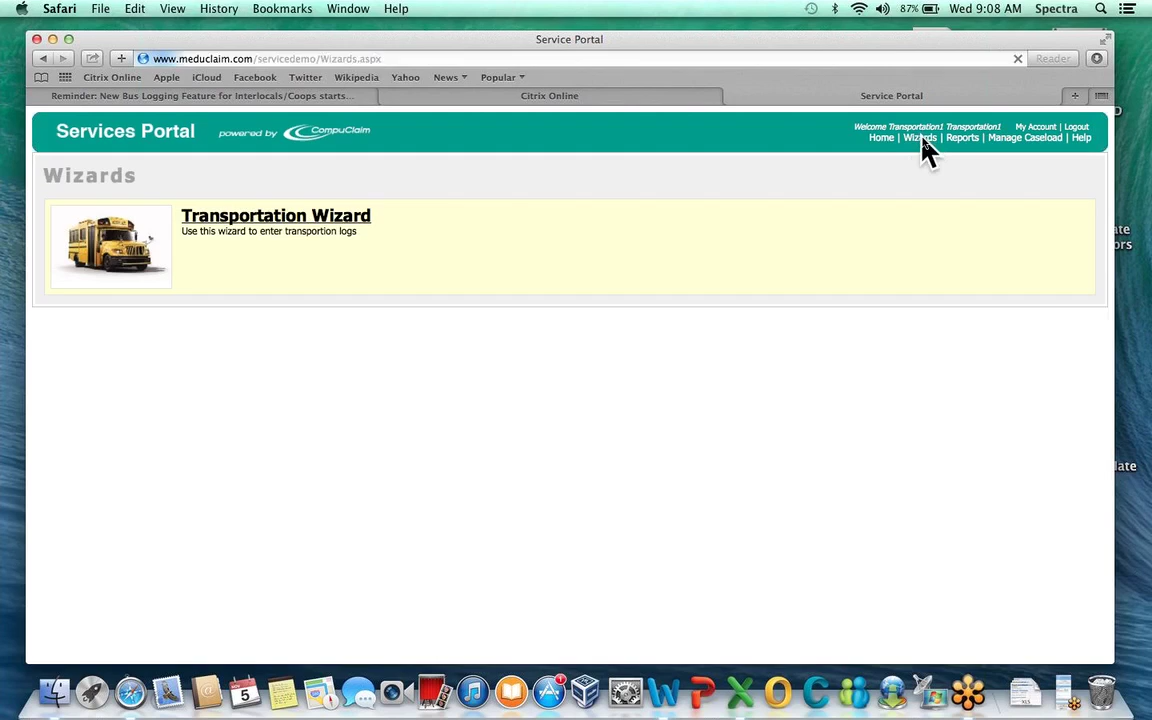 Safari File Edit View History Bookmarks Window Help 87% Wed 9:08 AM Spectra
Service Portal
www.meduclaim.com/servicedemo/Wizards.aspx Reader
Citrix Online Apple iCloud Facebook Twitter Wikipedia Yahoo News Popular
Reminder: New Bus Logging Feature for Interlocals/Coops starts... Citrix Online Service Portal
Services Portal powered by CompuClaim
Welcome Transportation1 Transportation1 My Account | Logout
Home | Wizards | Reports | Manage Caseload | Help
Wizards
Transportation Wizard
Use this wizard to enter transportion logs
NOV
5
XLS